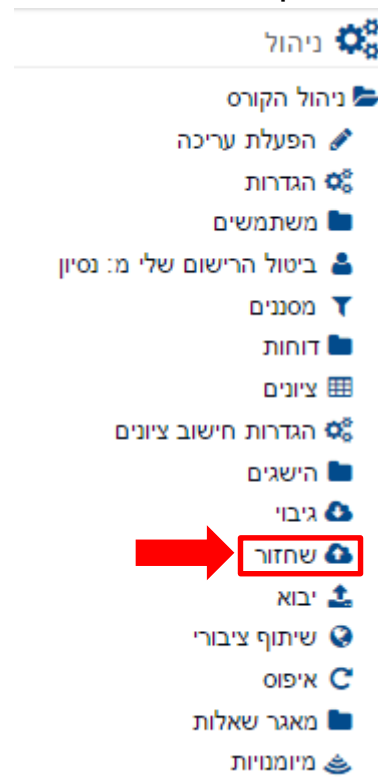 ניהול
ניהול הקורס
הפעלת עריכה
הגדרות
משתמשים
ביטול הרישום שלי מ: נסיון
מסננים
דוחות
ציונים
הגדרות חישוב ציונים
הישגים
גיבוי
שחזור
יבוא
שיתוף ציבורי
איפוס
מאגר שאלות
מיומנויות